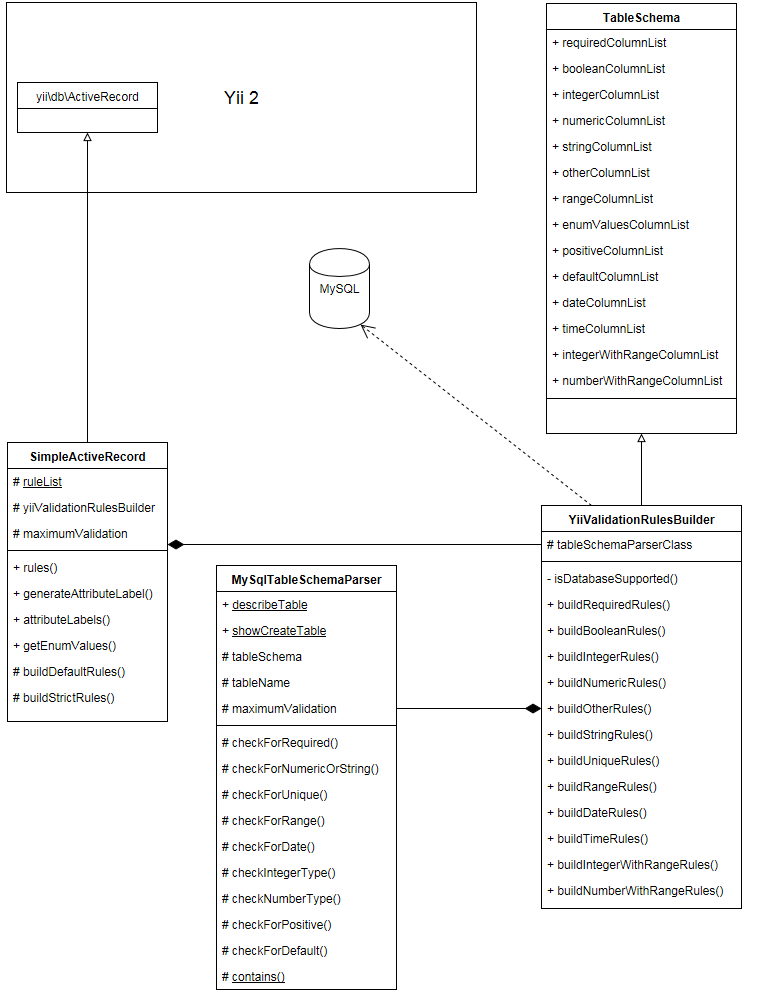 Yii 2
yii\db\ActiveRecord
TableSchema
+ requiredColumnList
+ booleanColumnList
+ integerColumnList
+ numericColumnList
+ stringColumnList
+ otherColumnList
+ rangeColumnList
+ enumValuesColumnList
+ positiveColumnList
+ defaultColumnList
+ dateColumnList
+ timeColumnList
+ integerWithRangeColumnList
+ numberWithRangeColumnList
MySQL
SimpleActiveRecord
# ruleList
# yiiValidationRulesBuilder
# maximumValidation
+ rules()
+ generateAttributeLabel()
+ attributeLabels()
+ getEnumValues()
# buildDefaultRules()
# buildStrictRules()
MySqlTableSchemaParser
+ describeTable
+ showCreateTable
# tableSchema
# tableName
# maximumValidation
# checkForRequired()
# checkForNumericOrString()
# checkForUnique()
# checkForRange()
# checkForDate()
# checkIntegerType()
# checkNumberType()
# checkForPositive()
# checkForDefault()
# contains()
YiiValidationRulesBuilder
# tableSchemaParserClass
- isDatabaseSupported()
+ buildRequiredRules()
+ buildBooleanRules()
+ buildIntegerRules()
+ buildNumericRules()
+ buildOtherRules()
+ buildStringRules()
+ buildUniqueRules()
+ buildRangeRules()
+ buildDateRules()
+ buildTimeRules()
+ buildIntegerWithRangeRules()
+ buildNumberWithRangeRules()